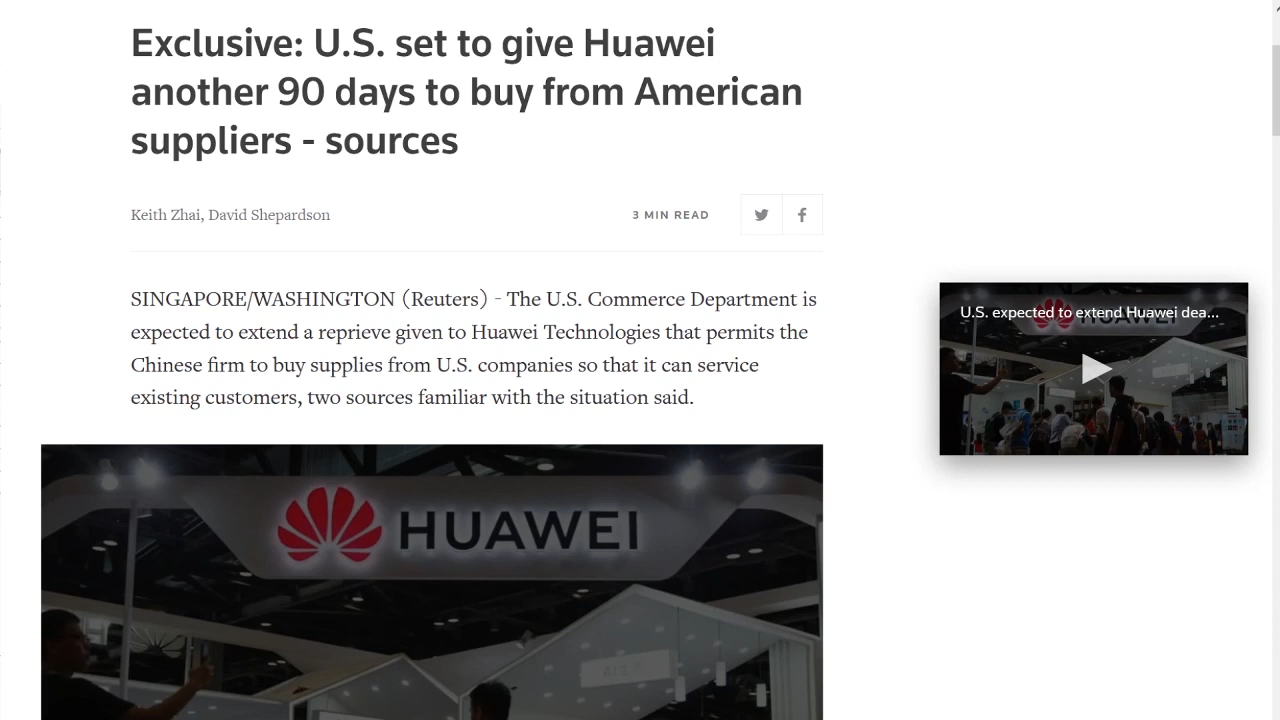 Exclusive: U.S. set to give Huawei
another 90 days to buy from American
suppliers - sources
Keith Zhai, David Shepardson
3 MIN READ
SINGAPORE/WASHINGTON (Reuters) - The U.S. Commerce Department is
expected to extend a reprieve given to Huawei Technologies that permits the
Chinese firm to buy supplies from U.S. companies so that it can service
existing customers, two sources familiar with the situation said.
U.S. expected to extend Huawei dea...
HUAWEI
HUAWEI